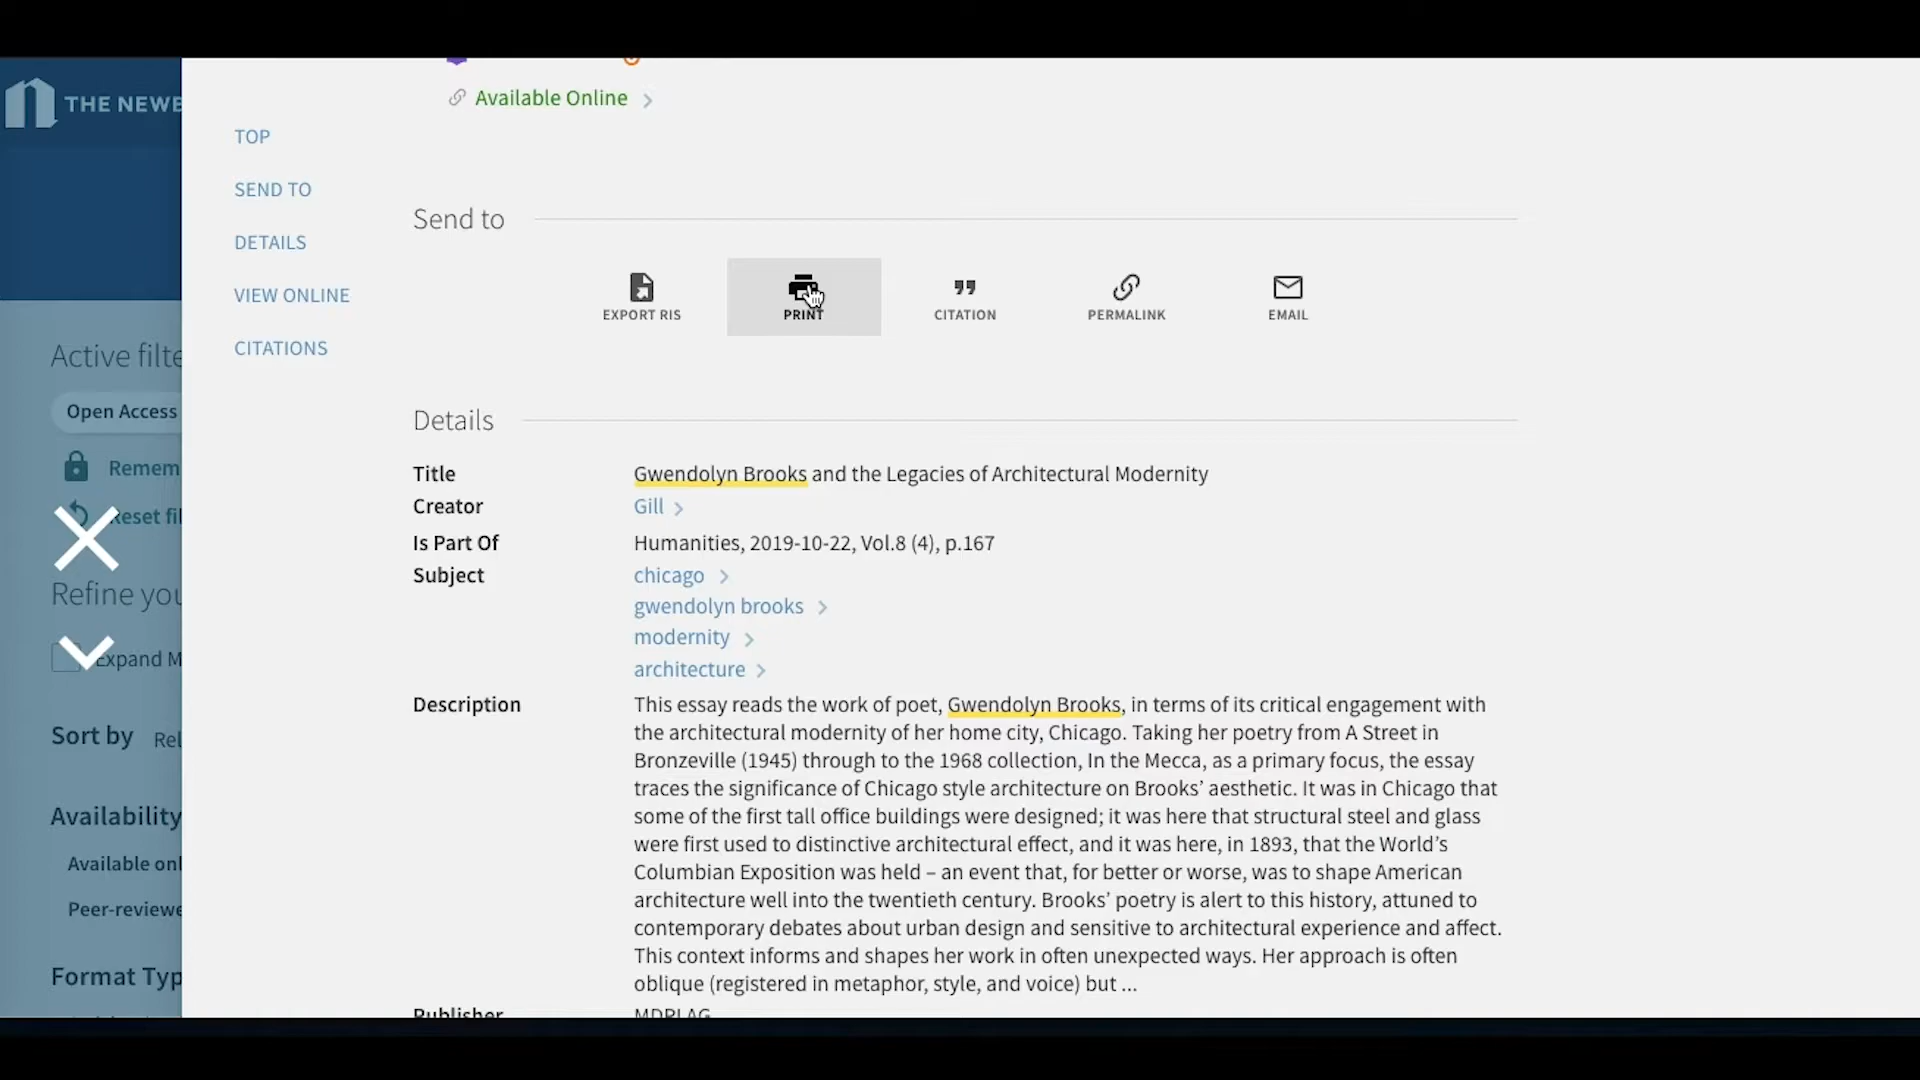 THE NEWB
Available Online
TOP
SEND TO
DETAILS
VIEW ONLINE
CITATIONS
Send to
EXPORT RIS
PRINT
CITATION
PERMALINK
EMAIL
Active filte
Open Access
Remem
Reset fil
Refine you
Expand M
Sort by Rel
Availability
Available onl
Peer-reviewe
Format Typ
Details
Title Gwendolyn Brooks and the Legacies of Architectural Modernity
Creator Gill
Is Part Of Humanities, 2019-10-22, Vol.8 (4), p.167
Subject chicago
gwendolyn brooks
modernity
architecture
Description This essay reads the work of poet, Gwendolyn Brooks, in terms of its critical engagement with
the architectural modernity of her home city, Chicago. Taking her poetry from A Street in
Bronzeville (1945) through to the 1968 collection, In the Mecca, as a primary focus, the essay
traces the significance of Chicago style architecture on Brooks’ aesthetic. It was in Chicago that
some of the first tall office buildings were designed; it was here that structural steel and glass
were first used to distinctive architectural effect, and it was here, in 1893, that the World’s
Columbian Exposition was held – an event that, for better or worse, was to shape American
architecture well into the twentieth century. Brooks’ poetry is alert to this history, attuned to
contemporary debates about urban design and sensitive to architectural experience and affect.
This context informs and shapes her work in often unexpected ways. Her approach is often
oblique (registered in metaphor, style, and voice) but ...
Publisher MDPI AG